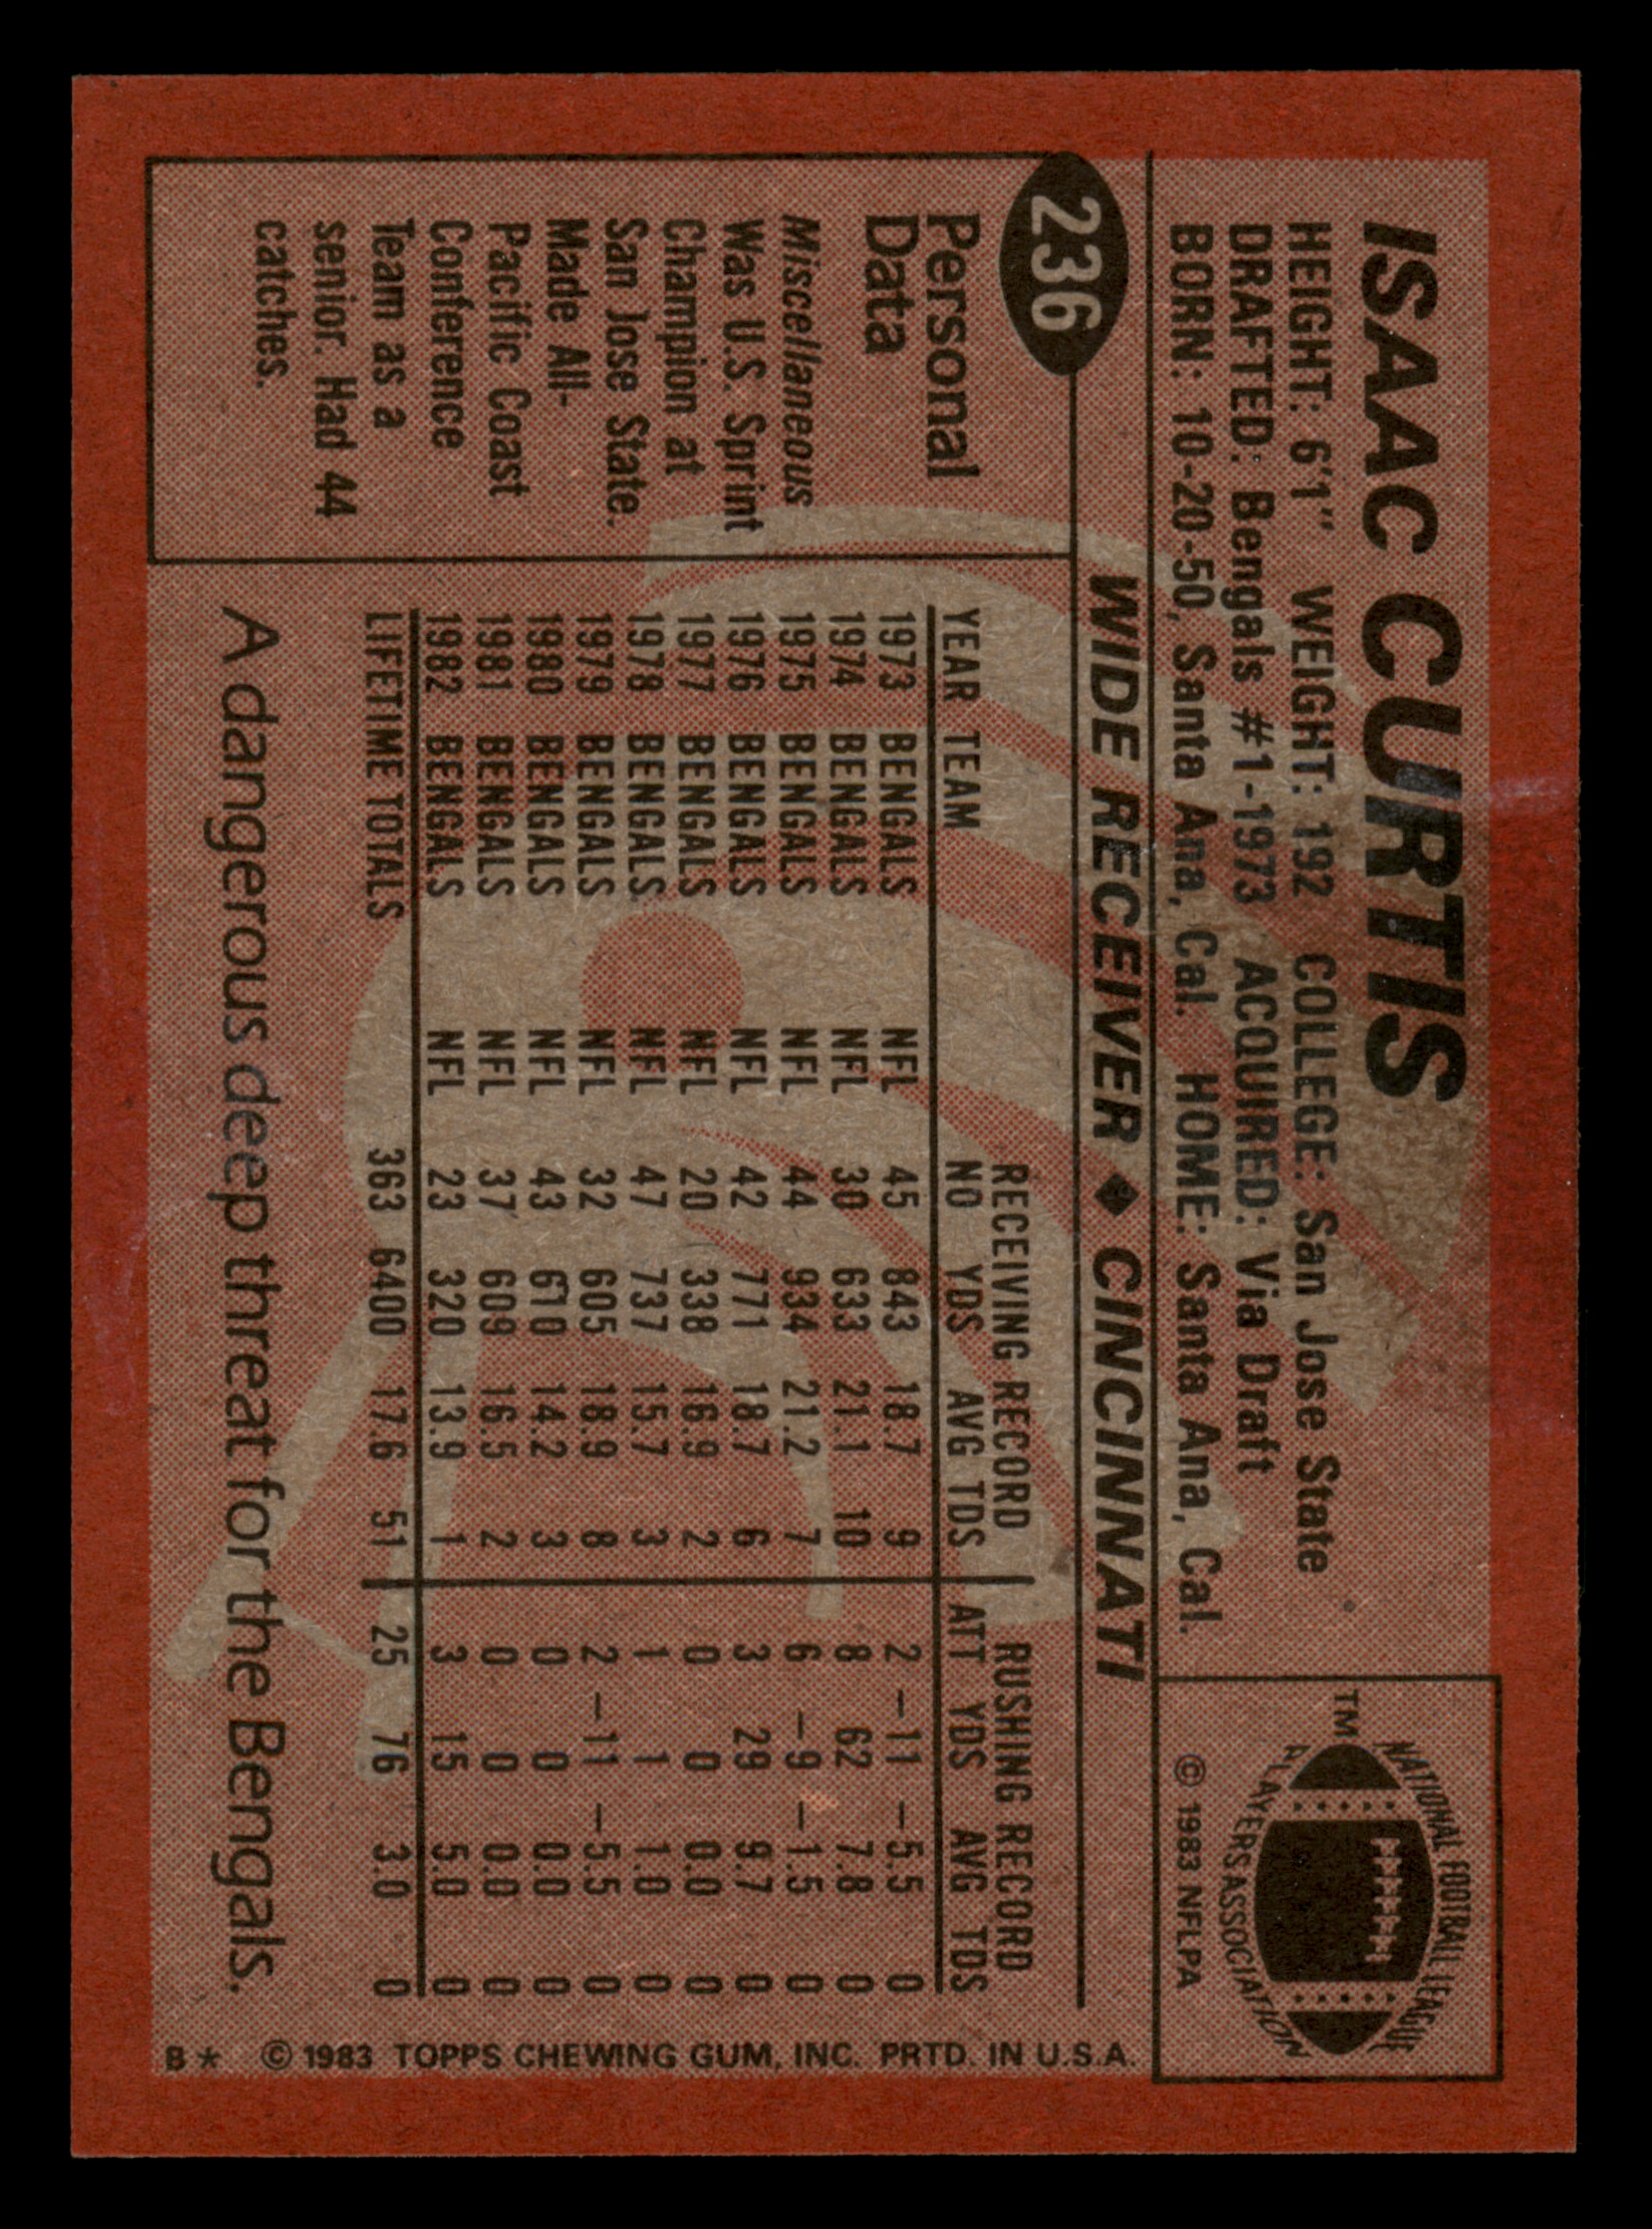 ISAAC CURTIS
HEIGHT: 6'1" WEIGHT: 192 COLLEGE: San Jose State
DRAFTED: Bengals #1-1973 ACQUIRED: Via Draft
BORN: 10-20-50, Santa Ana, Cal. HOME: Santa Ana, Cal.
NATIONAL FOOTBALL LEAGUE
PLAYERS ASSOCIATION
TM
© 1983 NFLPA
236
WIDE RECEIVER ♦ CINCINNATI
Personal
Data
Miscellaneous
Was U.S. Sprint
Champion at
San Jose State.
Made All-
Pacific Coast
Conference
Team as a
senior. Had 44
catches.
RECEIVING RECORD RUSHING RECORD
YEAR TEAM NO YDS AVG TDS ATT YDS AVG TDS
1973 BENGALS NFL 45 843 18.7 9 2 -11 -5.5 0
1974 BENGALS NFL 30 633 21.1 10 8 62 7.8 0
1975 BENGALS NFL 44 934 21.2 7 6 -9 -1.5 0
1976 BENGALS NFL 42 771 18.7 6 3 29 9.7 0
1977 BENGALS NFL 20 338 16.9 2 0 0 0.0 0
1978 BENGALS NFL 47 737 15.7 3 1 1 1.0 0
1979 BENGALS NFL 32 605 18.9 8 2 -11 -5.5 0
1980 BENGALS NFL 43 610 14.2 3 0 0 0.0 0
1981 BENGALS NFL 37 609 16.5 2 0 0 0.0 0
1982 BENGALS NFL 23 320 13.9 1 3 15 5.0 0
LIFETIME TOTALS 363 6400 17.6 51 25 76 3.0 0
A dangerous deep threat for the Bengals.
B* © 1983 TOPPS CHEWING GUM, INC. PRTD. IN U.S.A.